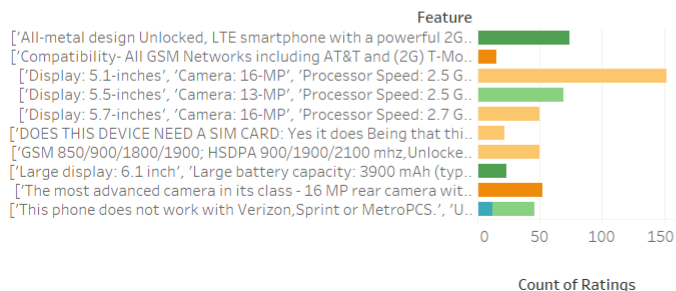 Feature
['All-metal design Unlocked, LTE smartphone with a powerful 2G..
['Compatibility- All GSM Networks including AT&T and (2G) T-Mo..
['Display: 5.1-inches', 'Camera: 16-MP', 'Processor Speed: 2.5 G..
['Display: 5.5-inches', 'Camera: 13-MP', 'Processor Speed: 2.5 G..
['Display: 5.7-inches', 'Camera: 16-MP', 'Processor Speed: 2.7 G..
['DOES THIS DEVICE NEED A SIM CARD: Yes it does Being that thi..
['GSM 850/900/1800/1900; HSDPA 900/1900/2100 mhz,Unlocke..
['Large display: 6.1 inch', 'Large battery capacity: 3900 mAh (typ..
['The most advanced camera in its class - 16 MP rear camera wit..
['This phone does not work with Verizon,Sprint or MetroPCS.', 'U..
0 50 100 150
Count of Ratings